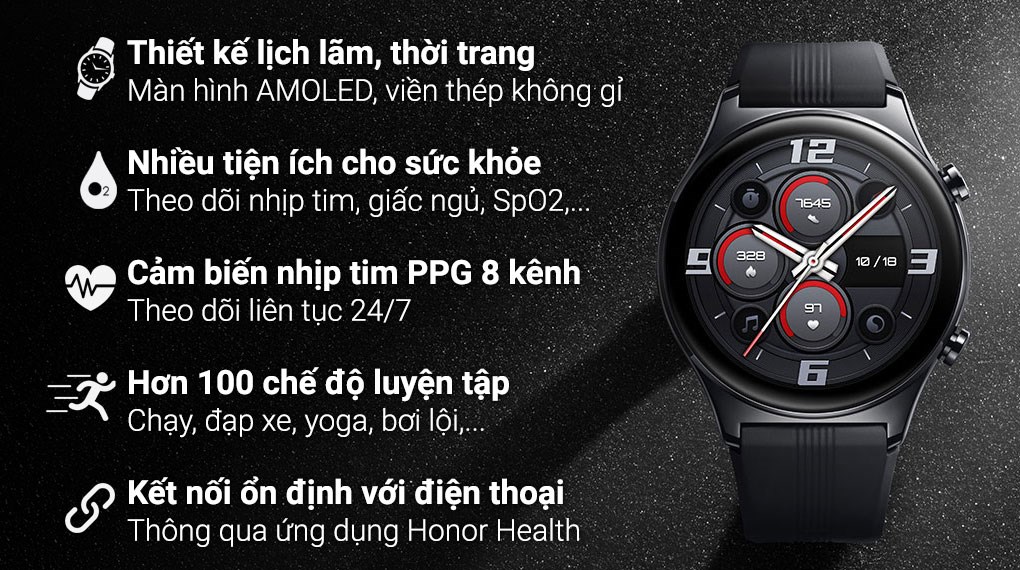 Thiết kế lịch lãm, thời trang
Màn hình AMOLED, viền thép không gỉ
Nhiều tiện ích cho sức khỏe
Theo dõi nhịp tim, giấc ngủ, SpO2,...
Cảm biến nhịp tim PPG 8 kênh
Theo dõi liên tục 24/7
Hơn 100 chế độ luyện tập
Chạy, đạp xe, yoga, bơi lội,...
Kết nối ổn định với điện thoại
Thông qua ứng dụng Honor Health
2
12
7645
9
328
10/18
3
97
6